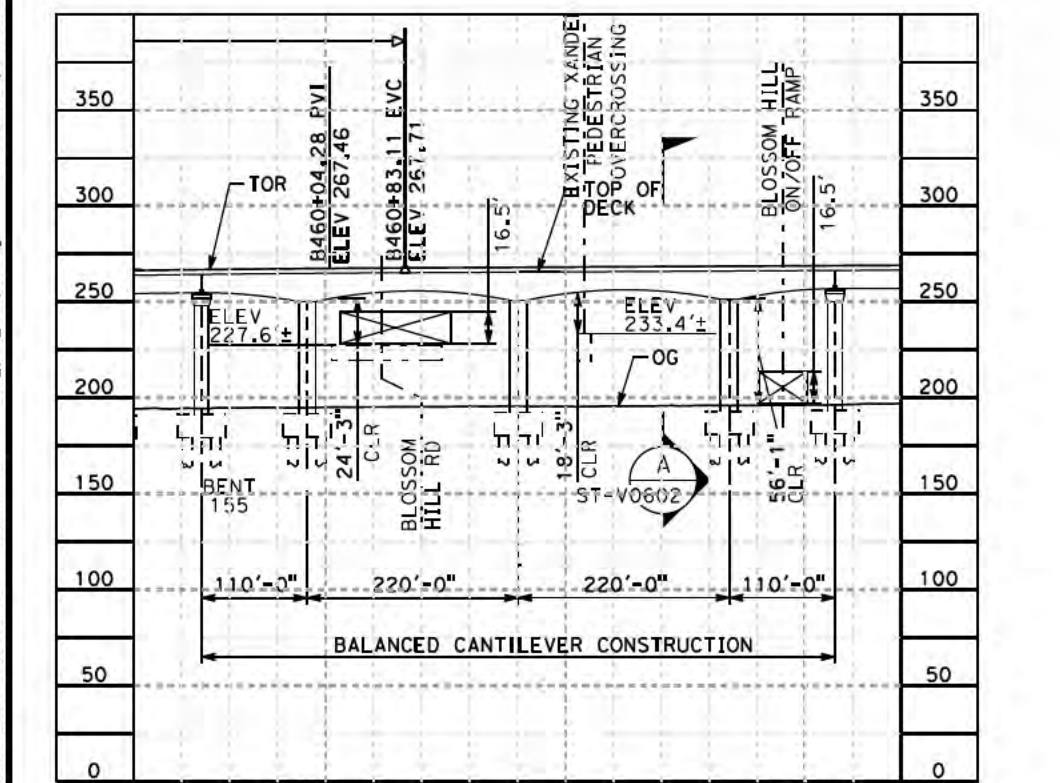 350
300
250
200
150
100
50
0
TOR
B460+04.28 PVI
ELEV 267.46
B460+83.11 EVC
ELEV 267.71
16.5'
EXISTING XANDE
PEDESTRIAN
OVERCROSSING
TOP OF
DECK
BLOSSOM HILL
ON/OFF RAMP
16.5'
ELEV
227.6'±
ELEV
233.4'±
OG
24'-3"
CLR
BLOSSOM
HILL RD
18'-3"
CLR
A
ST-V0802
56'-1"
CLR
BENT
155
110'-0"
220'-0"
220'-0"
110'-0"
BALANCED CANTILEVER CONSTRUCTION
350
300
250
200
150
100
50
0